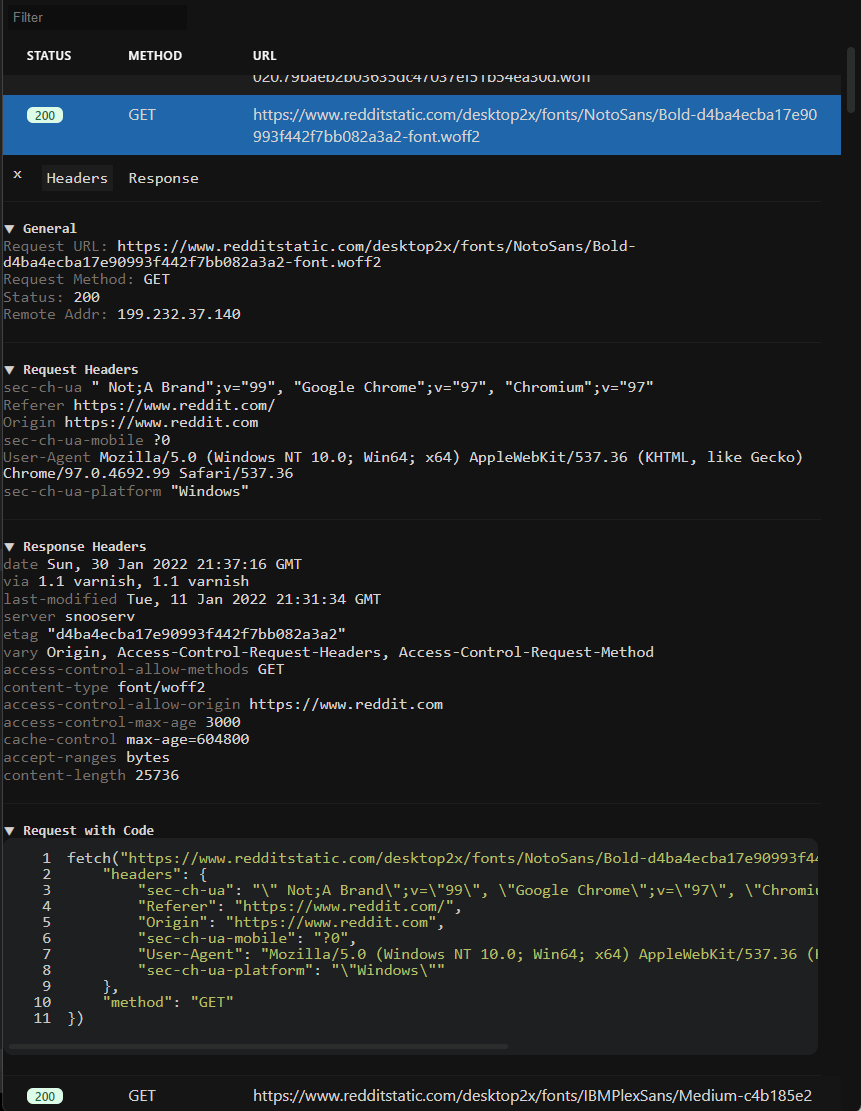 Filter
STATUS METHOD URL
020.79baeb2b03635dc47037ef51b54ea30d.woff
200 GET https://www.redditstatic.com/desktop2x/fonts/NotoSans/Bold-d4ba4ecba17e90
993f442f7bb082a3a2-font.woff2
x Headers Response
▼ General
Request URL: https://www.redditstatic.com/desktop2x/fonts/NotoSans/Bold-
d4ba4ecba17e90993f442f7bb082a3a2-font.woff2
Request Method: GET
Status: 200
Remote Addr: 199.232.37.140
▼ Request Headers
sec-ch-ua " Not;A Brand";v="99", "Google Chrome";v="97", "Chromium";v="97"
Referer https://www.reddit.com/
Origin https://www.reddit.com
sec-ch-ua-mobile ?0
User-Agent Mozilla/5.0 (Windows NT 10.0; Win64; x64) AppleWebKit/537.36 (KHTML, like Gecko)
Chrome/97.0.4692.99 Safari/537.36
sec-ch-ua-platform "Windows"
▼ Response Headers
date Sun, 30 Jan 2022 21:37:16 GMT
via 1.1 varnish, 1.1 varnish
last-modified Tue, 11 Jan 2022 21:31:34 GMT
server snooserv
etag "d4ba4ecba17e90993f442f7bb082a3a2"
vary Origin, Access-Control-Request-Headers, Access-Control-Request-Method
access-control-allow-methods GET
content-type font/woff2
access-control-allow-origin https://www.reddit.com
access-control-max-age 3000
cache-control max-age=604800
accept-ranges bytes
content-length 25736
▼ Request with Code
1 fetch("https://www.redditstatic.com/desktop2x/fonts/NotoSans/Bold-d4ba4ecba17e90993f44
2 "headers": {
3 "sec-ch-ua": "\" Not;A Brand\";v=\"99\", \"Google Chrome\";v=\"97\", \"Chromiu
4 "Referer": "https://www.reddit.com/",
5 "Origin": "https://www.reddit.com",
6 "sec-ch-ua-mobile": "?0",
7 "User-Agent": "Mozilla/5.0 (Windows NT 10.0; Win64; x64) AppleWebKit/537.36 (
8 "sec-ch-ua-platform": "\"Windows\""
9 },
10 "method": "GET"
11 })
200 GET https://www.redditstatic.com/desktop2x/fonts/IBMPlexSans/Medium-c4b185e2